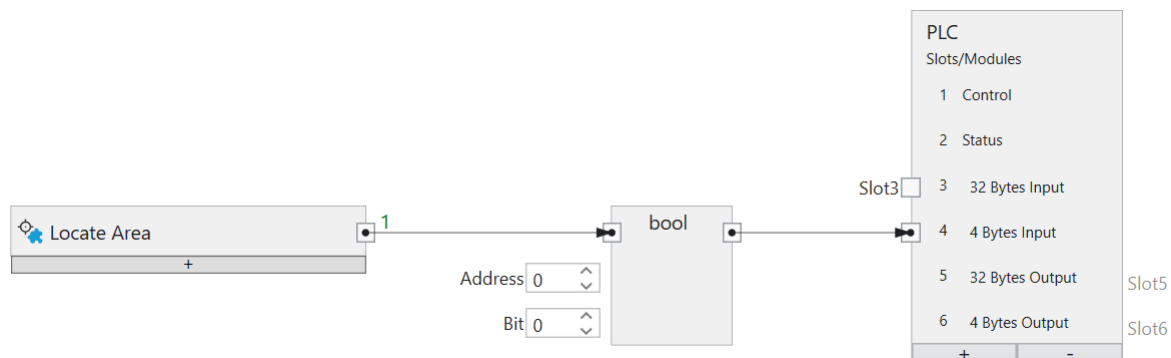 PLC
Slots/Modules
1 Control
2 Status
Slot3 3 32 Bytes Input
Locate Area 1 bool 4 4 Bytes Input
+
Address 0
5 32 Bytes Output Slot5
Bit 0
6 4 Bytes Output Slot6
+ -